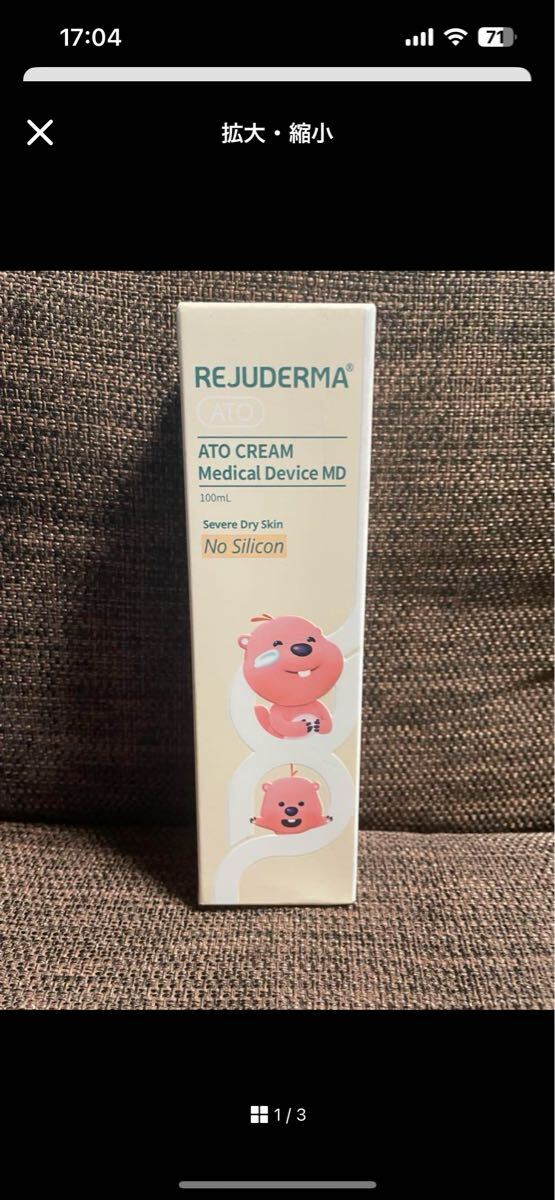 17:04
71
拡大・縮小
REJUDERMA®
ATO
ATO CREAM
Medical Device MD
100mL
Severe Dry Skin
No Silicon
1 / 3